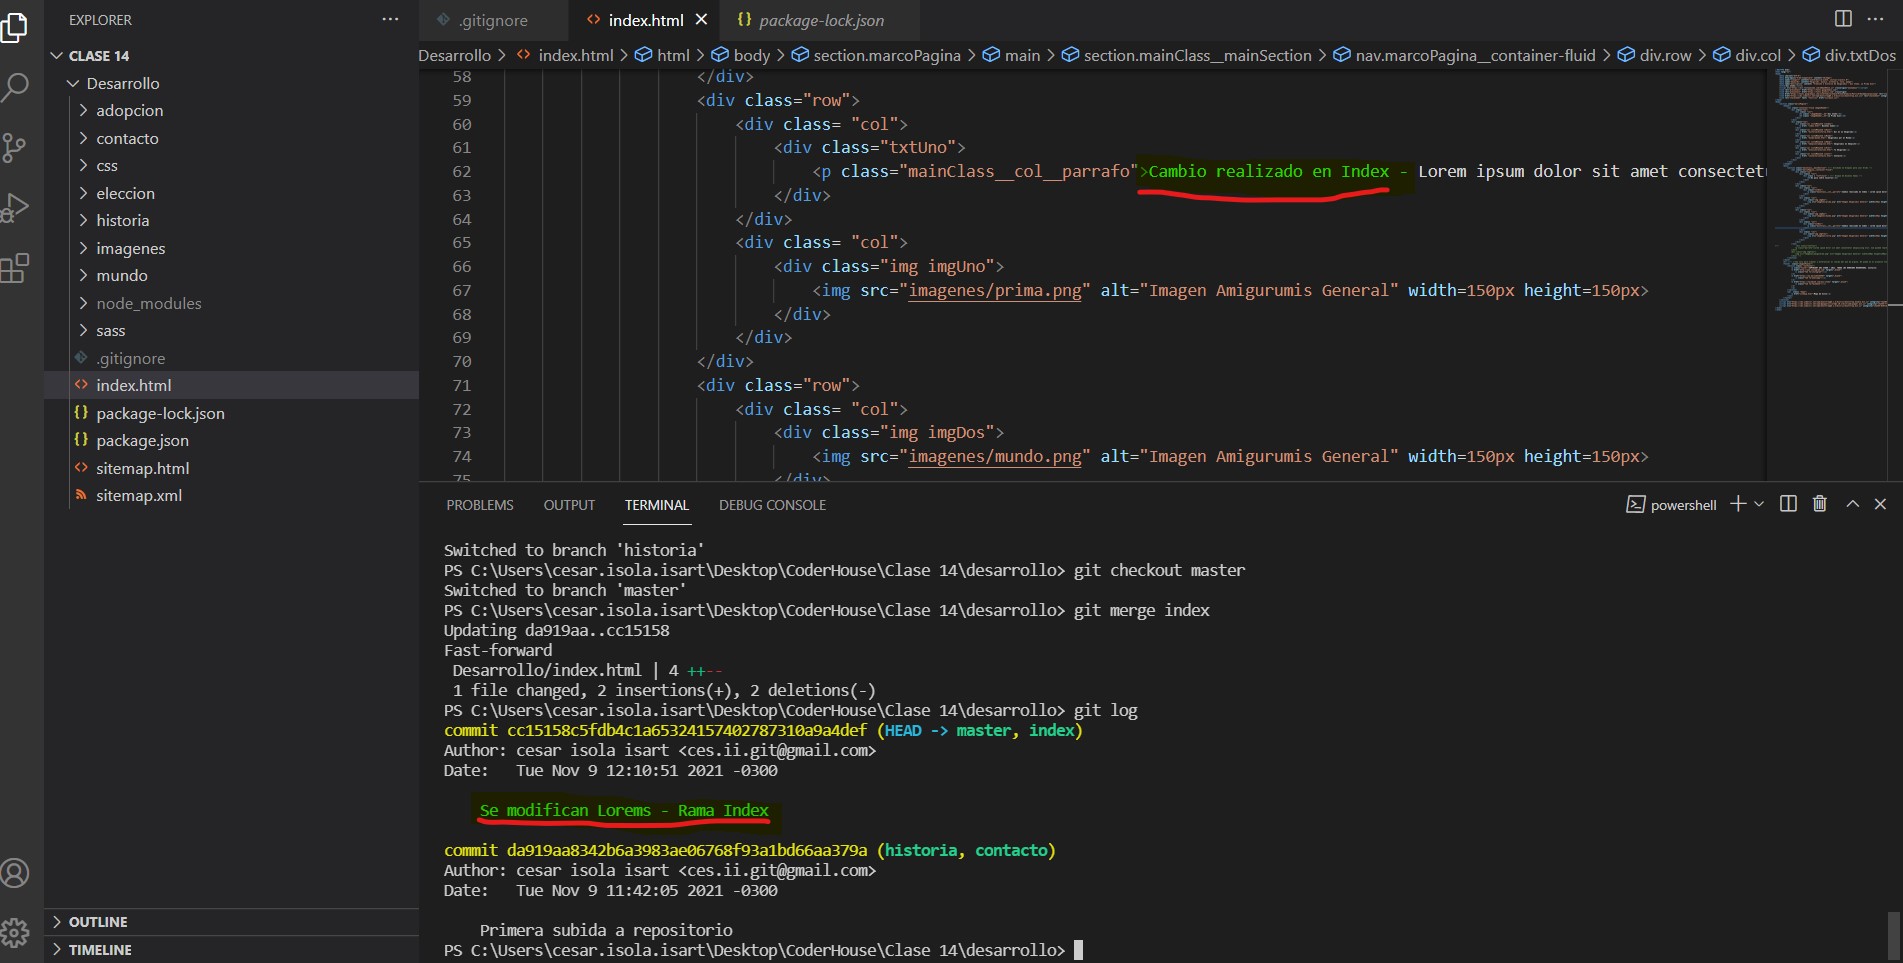 EXPLORER
CLASE 14
Desarrollo
adopcion
contacto
css
eleccion
historia
imagenes
mundo
node_modules
sass
.gitignore
index.html
package-lock.json
package.json
sitemap.html
sitemap.xml
OUTLINE
TIMELINE
.gitignore
index.html
package-lock.json
Desarrollo > index.html > html > body > section.marcoPagina > main > section.mainClass__mainSection > nav.marcoPagina__container-fluid > div.row > div.col > div.txtDos
58 </div>
59 <div class="row">
60 <div class= "col">
61 <div class="txtUno">
62 <p class="mainClass__col__parrafo">Cambio realizado en Index - Lorem ipsum dolor sit amet consectetu
63 </div>
64 </div>
65 <div class= "col">
66 <div class="img imgUno">
67 <img src="imagenes/prima.png" alt="Imagen Amigurumis General" width=150px height=150px>
68 </div>
69 </div>
70 </div>
71 <div class="row">
72 <div class= "col">
73 <div class="img imgDos">
74 <img src="imagenes/mundo.png" alt="Imagen Amigurumis General" width=150px height=150px>
75 </div>
PROBLEMS OUTPUT TERMINAL DEBUG CONSOLE
powershell
Switched to branch 'historia'
PS C:\Users\cesar.isola.isart\Desktop\CoderHouse\Clase 14\desarrollo> git checkout master
Switched to branch 'master'
PS C:\Users\cesar.isola.isart\Desktop\CoderHouse\Clase 14\desarrollo> git merge index
Updating da919aa..cc15158
Fast-forward
Desarrollo/index.html | 4 ++--
1 file changed, 2 insertions(+), 2 deletions(-)
PS C:\Users\cesar.isola.isart\Desktop\CoderHouse\Clase 14\desarrollo> git log
commit cc15158c5fdb4c1a65324157402787310a9a4def (HEAD -> master, index)
Author: cesar isola isart <ces.ii.git@gmail.com>
Date: Tue Nov 9 12:10:51 2021 -0300
Se modifican Lorems - Rama Index
commit da919aa8342b6a3983ae06768f93a1bd66aa379a (historia, contacto)
Author: cesar isola isart <ces.ii.git@gmail.com>
Date: Tue Nov 9 11:42:05 2021 -0300
Primera subida a repositorio
PS C:\Users\cesar.isola.isart\Desktop\CoderHouse\Clase 14\desarrollo>